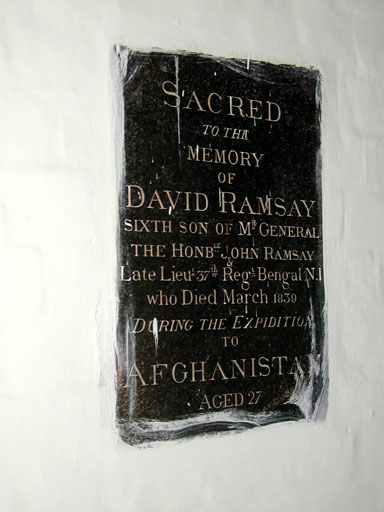 SACRED
TO THE
MEMORY
OF
DAVID RAMSAY
SIXTH SON OF MR GENERAL
THE HONBLE JOHN RAMSAY
&
Late Lieut 37th Regt Bengal N.I
who Died March 1839
DURING THE EXPIDITION
TO
AFGHANISTAN
AGED 27